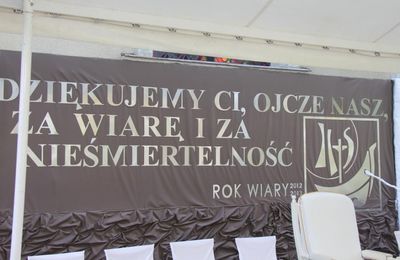 DZIĘKUJEMY CI, OJCZE NASZ,
ZA WIARĘ I ZA
NIEŚMIERTELNOŚĆ
ROK WIARY 2012